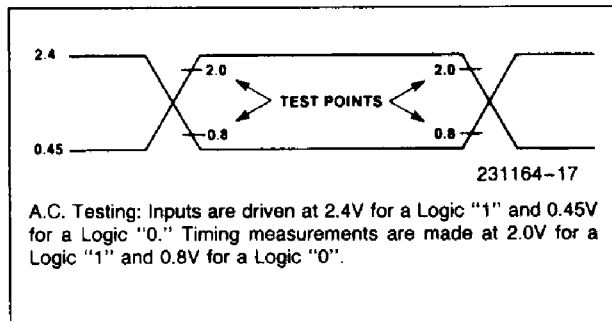 2.4
2.0
2.0
TEST POINTS
0.8
0.8
0.45
231164-17
A.C. Testing: Inputs are driven at 2.4V for a Logic "1" and 0.45V
for a Logic "0." Timing measurements are made at 2.0V for a
Logic "1" and 0.8V for a Logic "0".